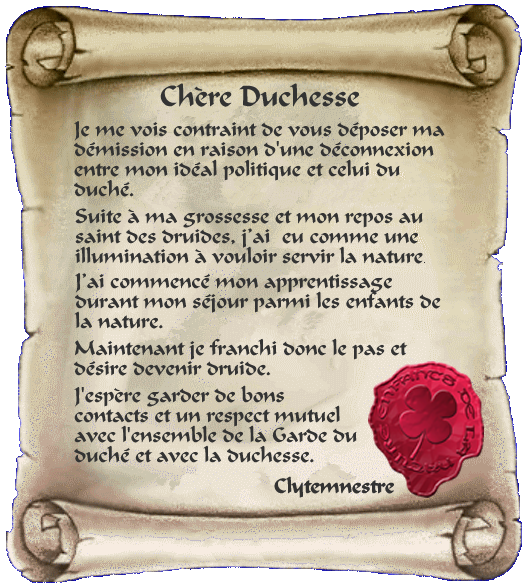 Chère Duchesse
Je me vois contraint de vous déposer ma
démission en raison d'une déconnexion
entre mon idéal politique et celui du
duché.
Suite à ma grossesse et mon repos au
saint des druides, j'ai eu comme une
illumination à vouloir servir la nature.
J'ai commencé mon apprentissage
durant mon séjour parmi les enfants de
la nature.
Maintenant je franchi donc le pas et
désire devenir druide.
J'espère garder de bons
contacts et un respect mutuel
avec l'ensemble de la Garde du
duché et avec la duchesse.
Clytemnestre
ENFANTS DE LA NATURE